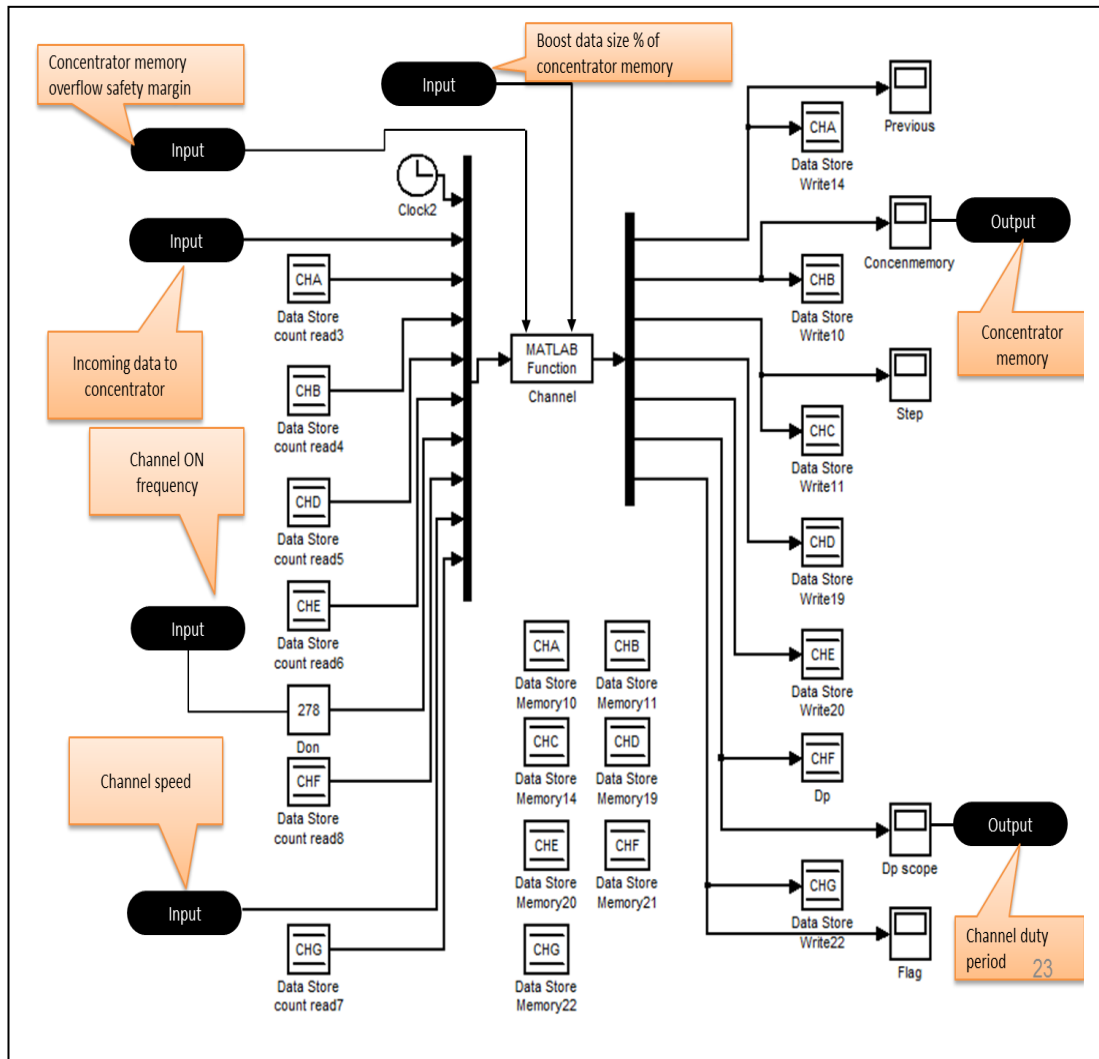 Concentrator memory
overflow safety margin
Boost data size % of
concentrator memory
Input
Input
Clock2
Input
Incoming data to
concentrator
CHA
Data Store
count read3
CHB
Data Store
count read4
Channel ON
frequency
CHD
Data Store
count read5
CHE
Data Store
count read6
Input
278
Don
CHF
Data Store
count read8
Channel speed
Input
CHG
Data Store
count read7
MATLAB
Function
Channel
CHA
Data Store
Memory10
CHB
Data Store
Memory11
CHC
Data Store
Memory14
CHD
Data Store
Memory19
CHE
Data Store
Memory20
CHF
Data Store
Memory21
CHG
Data Store
Memory22
Previous
CHA
Data Store
Write14
Concenmemory
Output
Concentrator
memory
CHB
Data Store
Write10
Step
CHC
Data Store
Write11
CHD
Data Store
Write19
CHE
Data Store
Write20
CHF
Dp
Dp scope
Output
Channel duty
period
23
CHG
Data Store
Write22
Flag